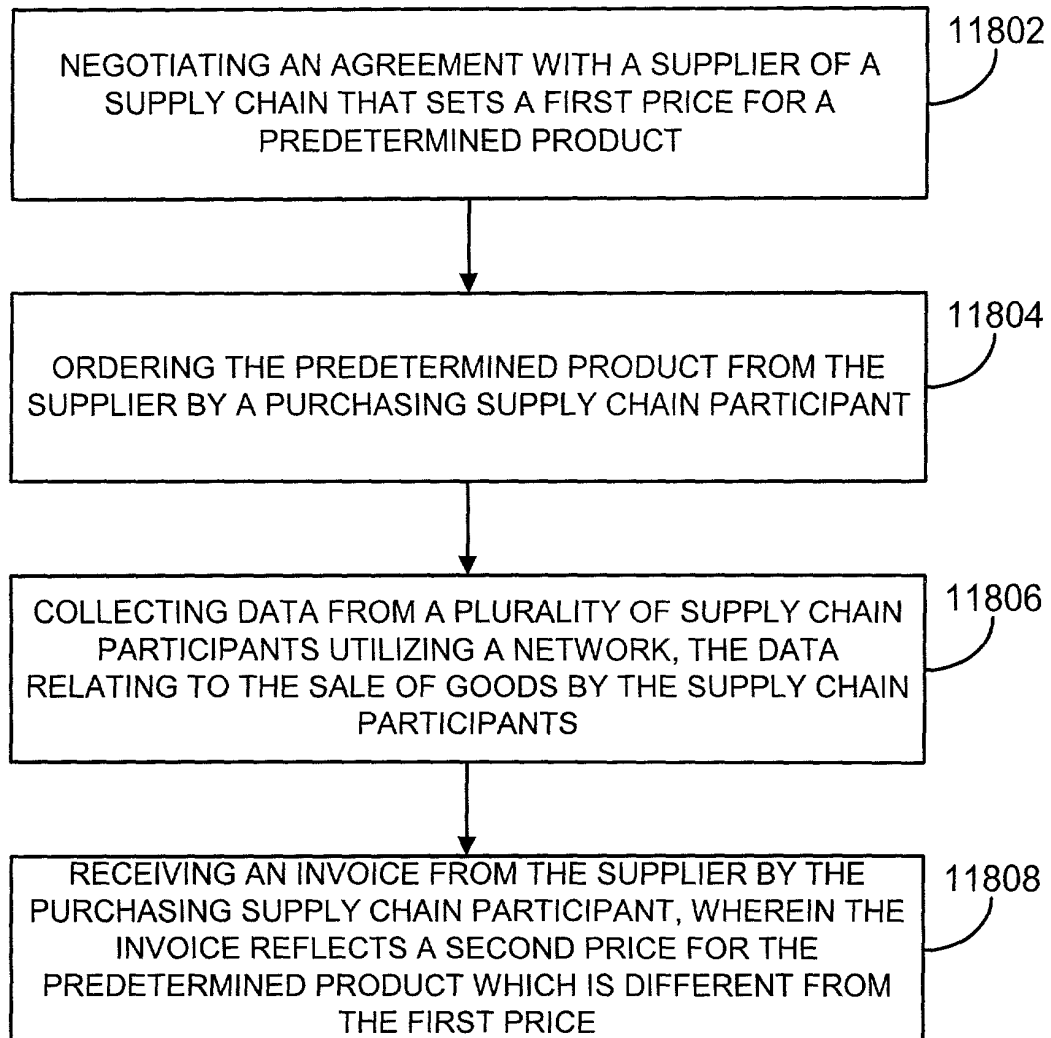 11802
NEGOTIATING AN AGREEMENT WITH A SUPPLIER OF A
SUPPLY CHAIN THAT SETS A FIRST PRICE FOR A
PREDETERMINED PRODUCT
11804
ORDERING THE PREDETERMINED PRODUCT FROM THE
SUPPLIER BY A PURCHASING SUPPLY CHAIN PARTICIPANT
11806
COLLECTING DATA FROM A PLURALITY OF SUPPLY CHAIN
PARTICIPANTS UTILIZING A NETWORK, THE DATA
RELATING TO THE SALE OF GOODS BY THE SUPPLY CHAIN
PARTICIPANTS
11808
RECEIVING AN INVOICE FROM THE SUPPLIER BY THE
PURCHASING SUPPLY CHAIN PARTICIPANT, WHEREIN THE
INVOICE REFLECTS A SECOND PRICE FOR THE
PREDETERMINED PRODUCT WHICH IS DIFFERENT FROM
THE FIRST PRICE